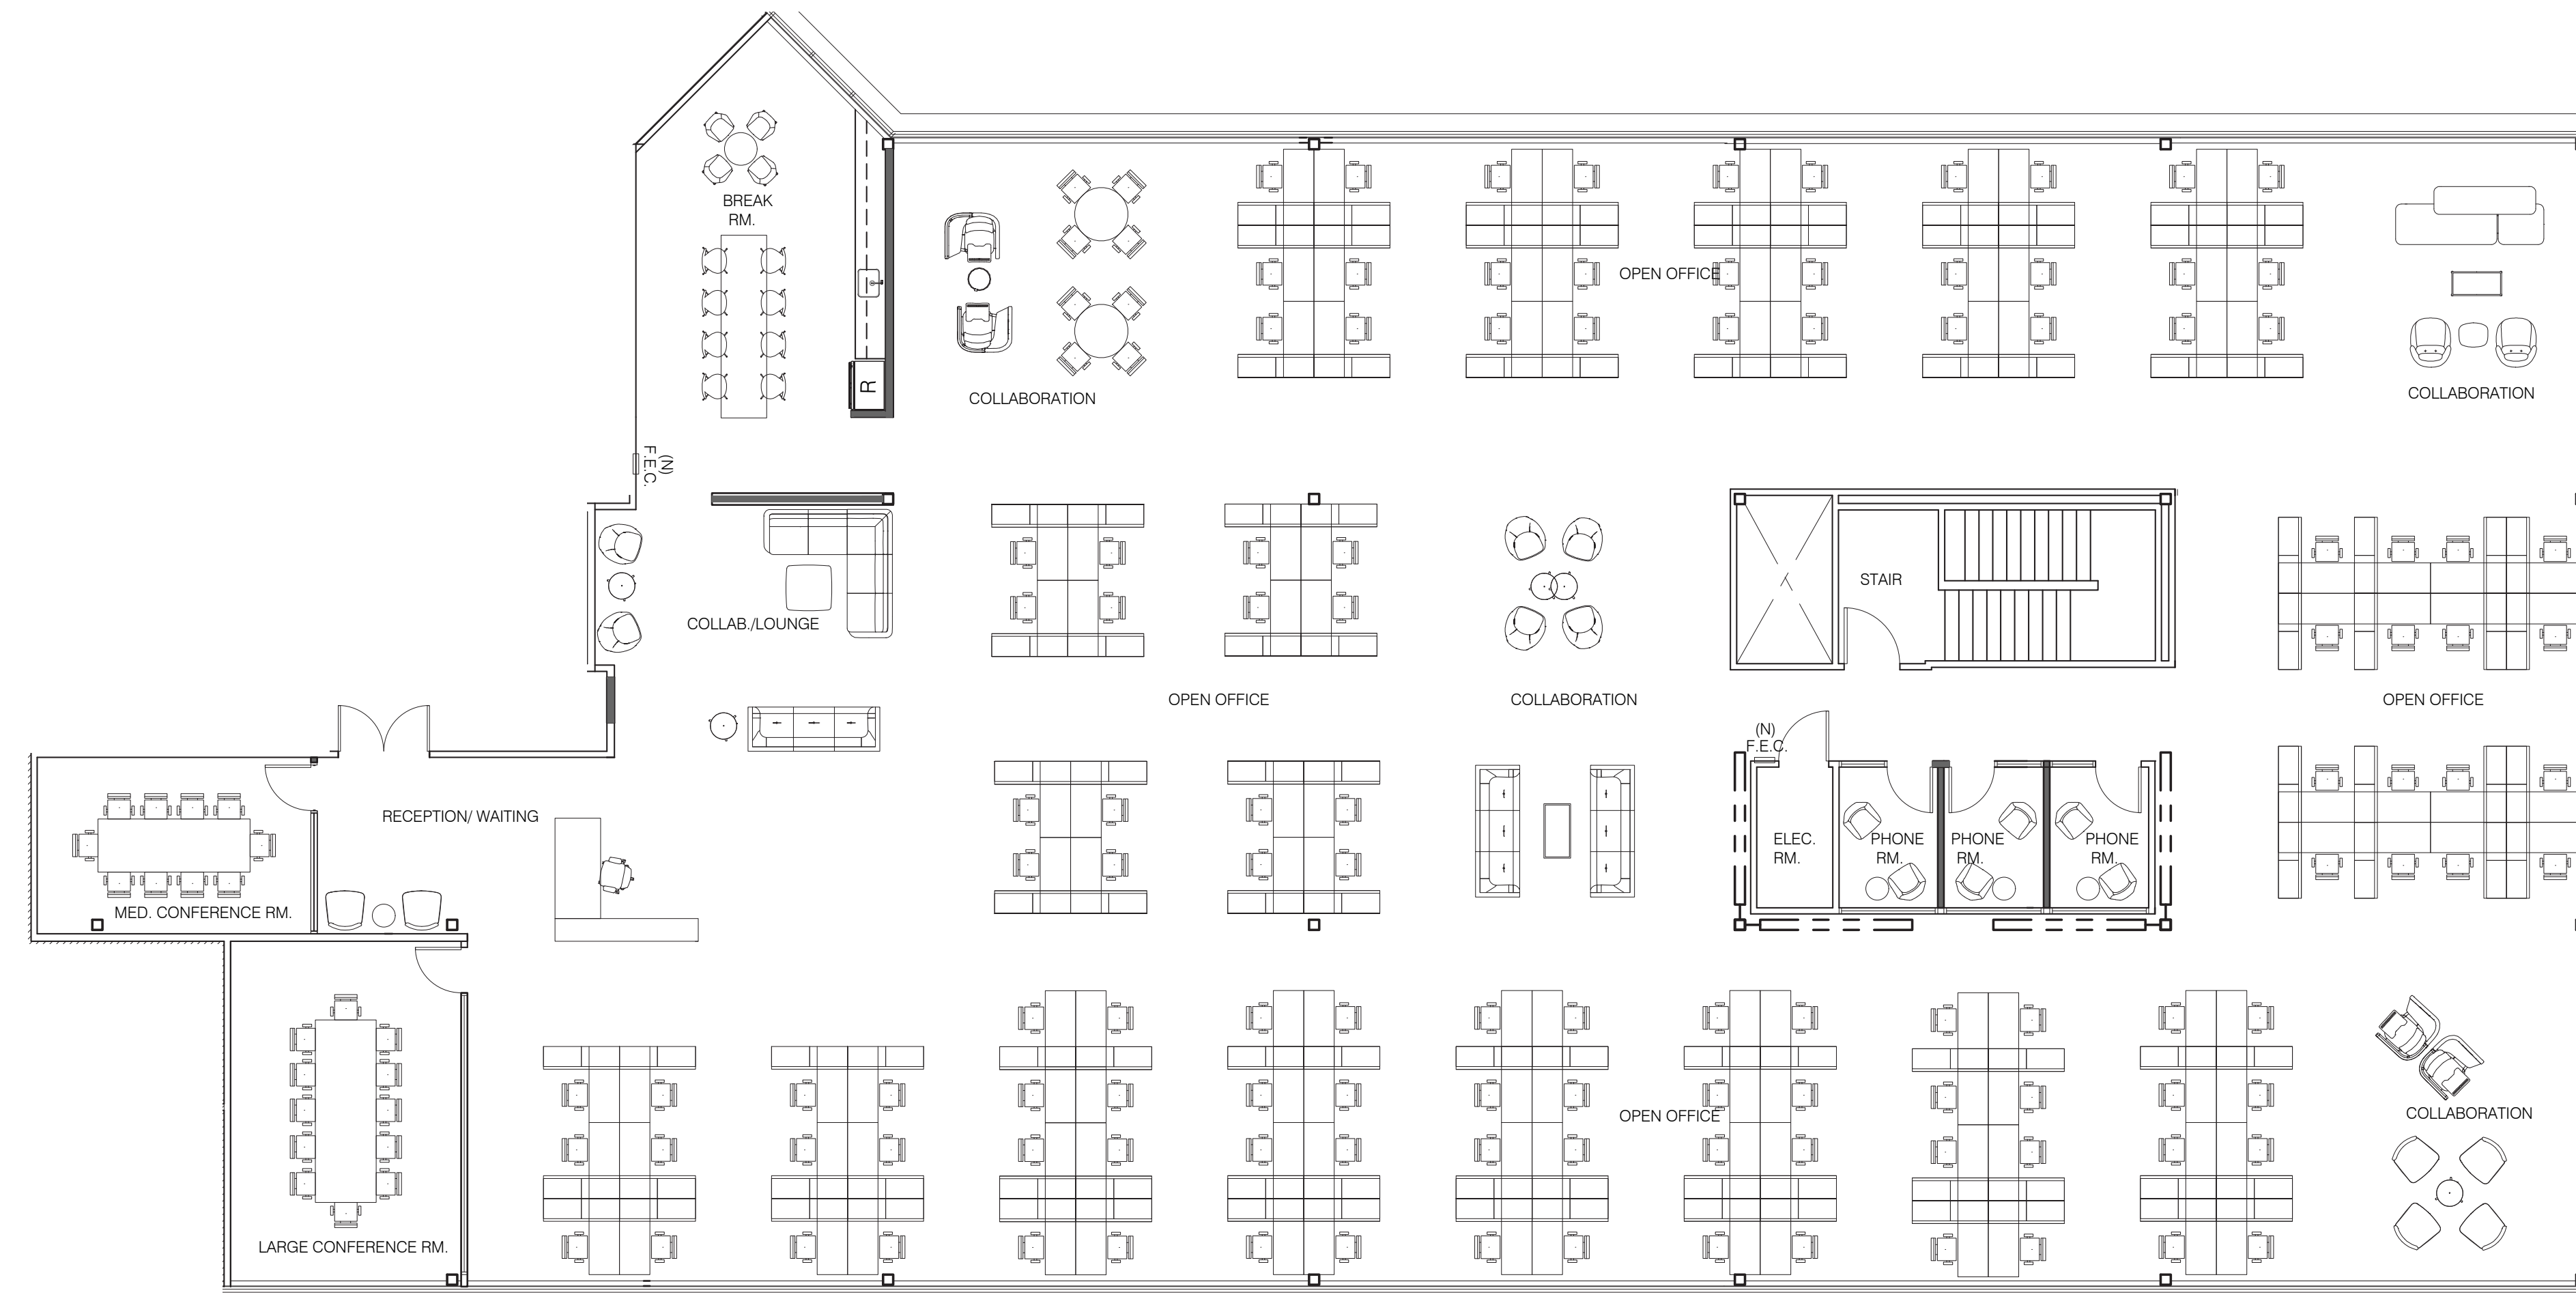 BREAK
RM.
R
COLLABORATION
OPEN OFFICE
COLLABORATION
(N)
F.E.C.
COLLAB./LOUNGE
STAIR
OPEN OFFICE
COLLABORATION
OPEN OFFICE
(N)
F.E.C.
RECEPTION/ WAITING
ELEC.
RM.
PHONE
RM.
PHONE
RM.
PHONE
RM.
MED. CONFERENCE RM.
OPEN OFFICE
COLLABORATION
LARGE CONFERENCE RM.